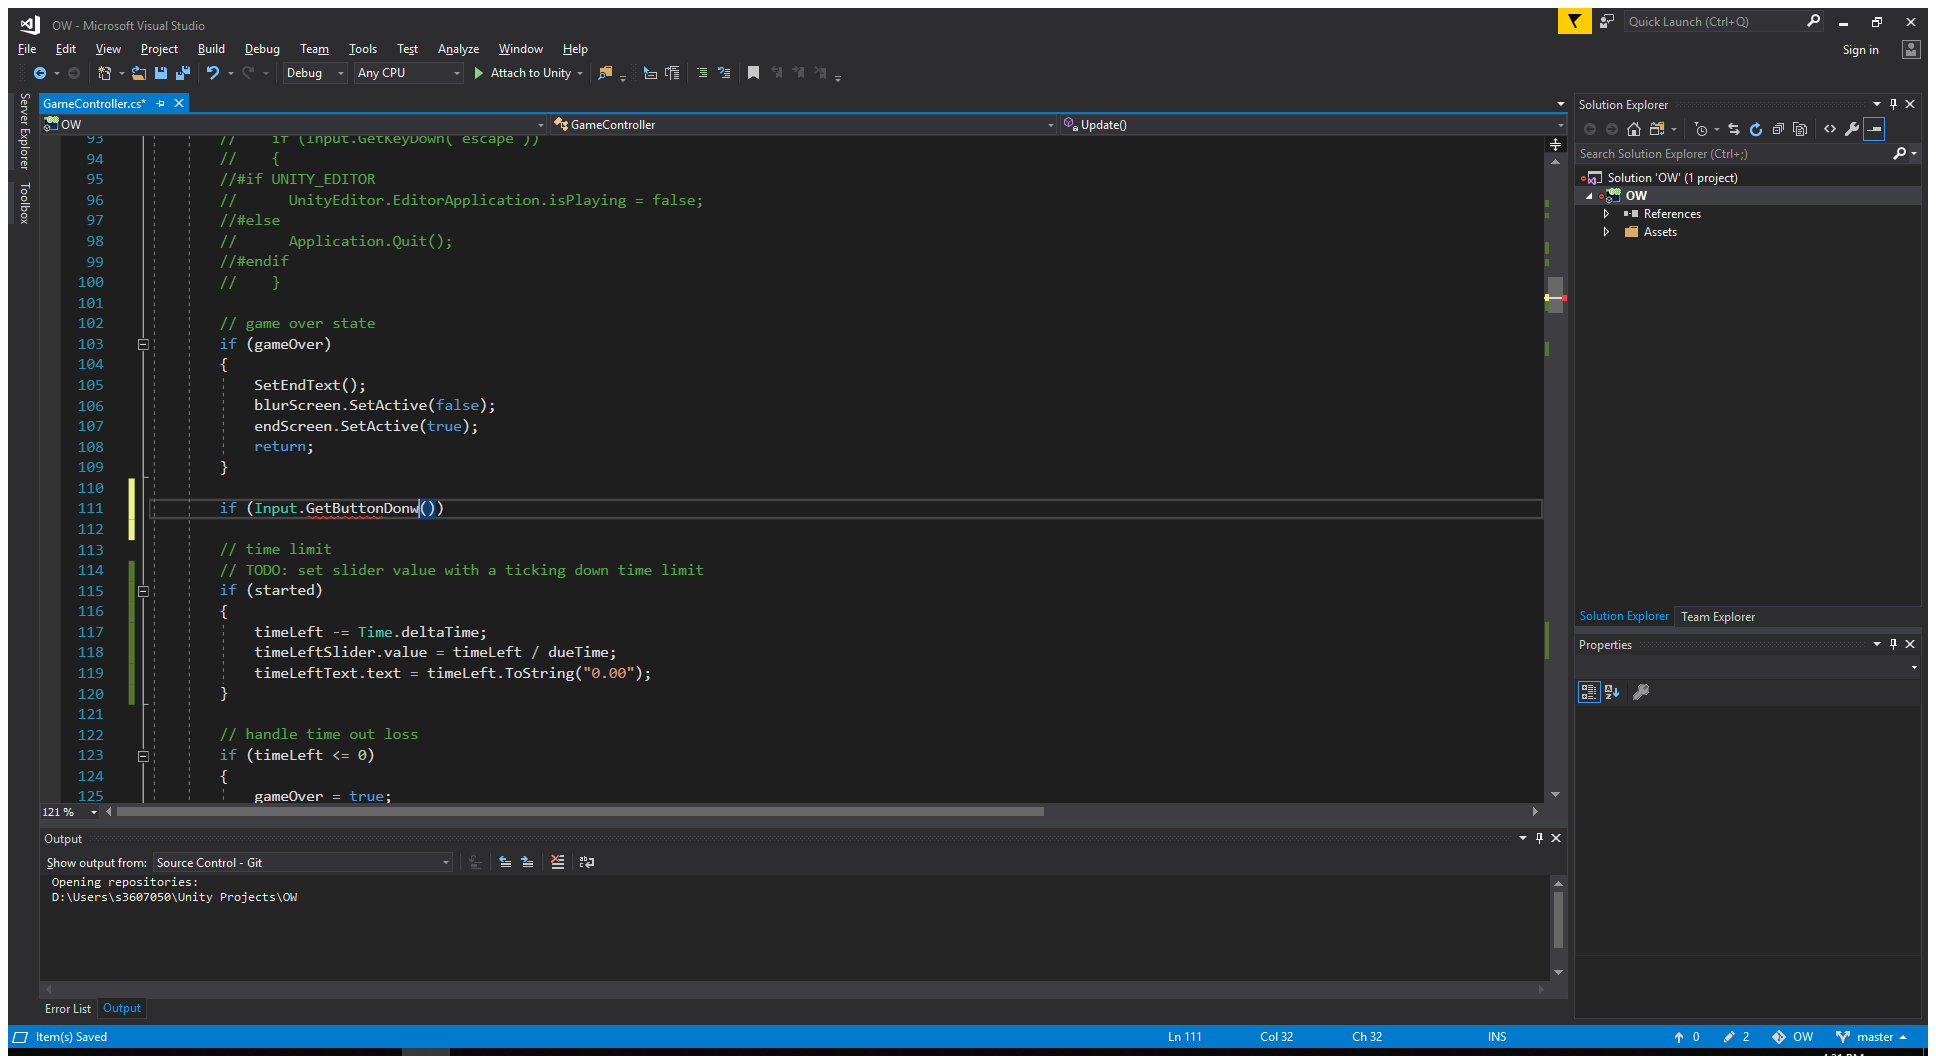 OW - Microsoft Visual Studio
Quick Launch (Ctrl+Q)
File Edit View Project Build Debug Team Tools Test Analyze Window Help
Sign in
Debug Any CPU Attach to Unity
Server Explorer
Toolbox
GameController.cs*
OW GameController Update()
93 // if (Input.GetKeyDown("escape"))
94 // {
95 //#if UNITY_EDITOR
96 // UnityEditor.EditorApplication.isPlaying = false;
97 //#else
98 // Application.Quit();
99 //#endif
100 // }
101
102 // game over state
103 if (gameOver)
104 {
105 SetEndText();
106 blurScreen.SetActive(false);
107 endScreen.SetActive(true);
108 return;
109 }
110
111 if (Input.GetButtonDonw())
112
113 // time limit
114 // TODO: set slider value with a ticking down time limit
115 if (started)
116 {
117 timeLeft -= Time.deltaTime;
118 timeLeftSlider.value = timeLeft / dueTime;
119 timeLeftText.text = timeLeft.ToString("0.00");
120 }
121
122 // handle time out loss
123 if (timeLeft <= 0)
124 {
125 gameOver = true;
121 %
Output
Show output from: Source Control - Git
Opening repositories:
D:\Users\s3607050\Unity Projects\OW
Error List Output
Solution Explorer
Search Solution Explorer (Ctrl+;)
Solution 'OW' (1 project)
OW
References
Assets
Solution Explorer Team Explorer
Properties
Item(s) Saved Ln 111 Col 32 Ch 32 INS 0 2 OW master